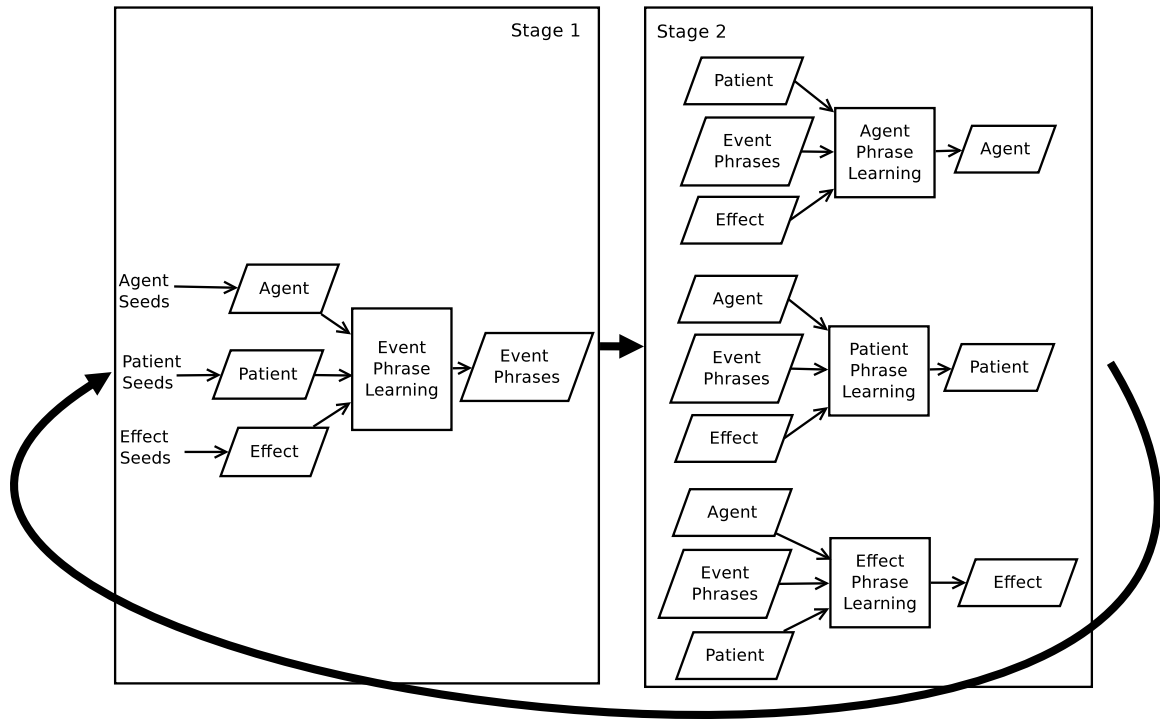 Stage 1
Agent
Seeds
Agent
Patient
Seeds
Patient
Effect
Seeds
Effect
Event
Phrase
Learning
Event
Phrases
Stage 2
Patient
Event
Phrases
Effect
Agent
Phrase
Learning
Agent
Agent
Event
Phrases
Effect
Patient
Phrase
Learning
Patient
Agent
Event
Phrases
Patient
Effect
Phrase
Learning
Effect